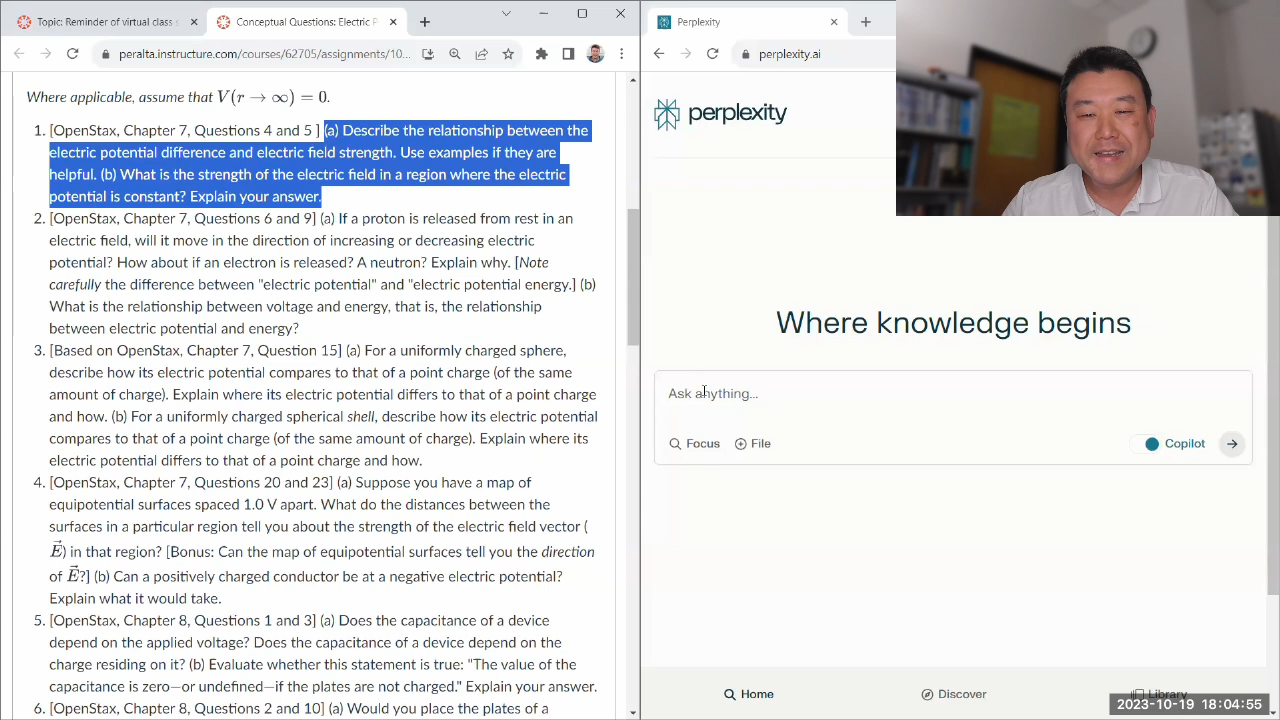 Topic: Reminder of virtual class s
Conceptual Questions: Electric P
peralta.instructure.com/courses/62705/assignments/10...
Where applicable, assume that V(r → ∞) = 0.
1. [OpenStax, Chapter 7, Questions 4 and 5 ] (a) Describe the relationship between the
electric potential difference and electric field strength. Use examples if they are
helpful. (b) What is the strength of the electric field in a region where the electric
potential is constant? Explain your answer.
2. [OpenStax, Chapter 7, Questions 6 and 9] (a) If a proton is released from rest in an
electric field, will it move in the direction of increasing or decreasing electric
potential? How about if an electron is released? A neutron? Explain why. [Note
carefully the difference between "electric potential" and "electric potential energy.] (b)
What is the relationship between voltage and energy, that is, the relationship
between electric potential and energy?
3. [Based on OpenStax, Chapter 7, Question 15] (a) For a uniformly charged sphere,
describe how its electric potential compares to that of a point charge (of the same
amount of charge). Explain where its electric potential differs to that of a point charge
and how. (b) For a uniformly charged spherical shell, describe how its electric potential
compares to that of a point charge (of the same amount of charge). Explain where its
electric potential differs to that of a point charge and how.
4. [OpenStax, Chapter 7, Questions 20 and 23] (a) Suppose you have a map of
equipotential surfaces spaced 1.0 V apart. What do the distances between the
surfaces in a particular region tell you about the strength of the electric field vector (
E⃗) in that region? [Bonus: Can the map of equipotential surfaces tell you the direction
of E⃗?] (b) Can a positively charged conductor be at a negative electric potential?
Explain what it would take.
5. [OpenStax, Chapter 8, Questions 1 and 3] (a) Does the capacitance of a device
depend on the applied voltage? Does the capacitance of a device depend on the
charge residing on it? (b) Evaluate whether this statement is true: "The value of the
capacitance is zero—or undefined—if the plates are not charged." Explain your answer.
6. [OpenStax, Chapter 8, Questions 2 and 10] (a) Would you place the plates of a
Perplexity
perplexity.ai
perplexity
Where knowledge begins
Ask anything...
Focus
File
Copilot
Home
Discover
Library
2023-10-19 18:04:55